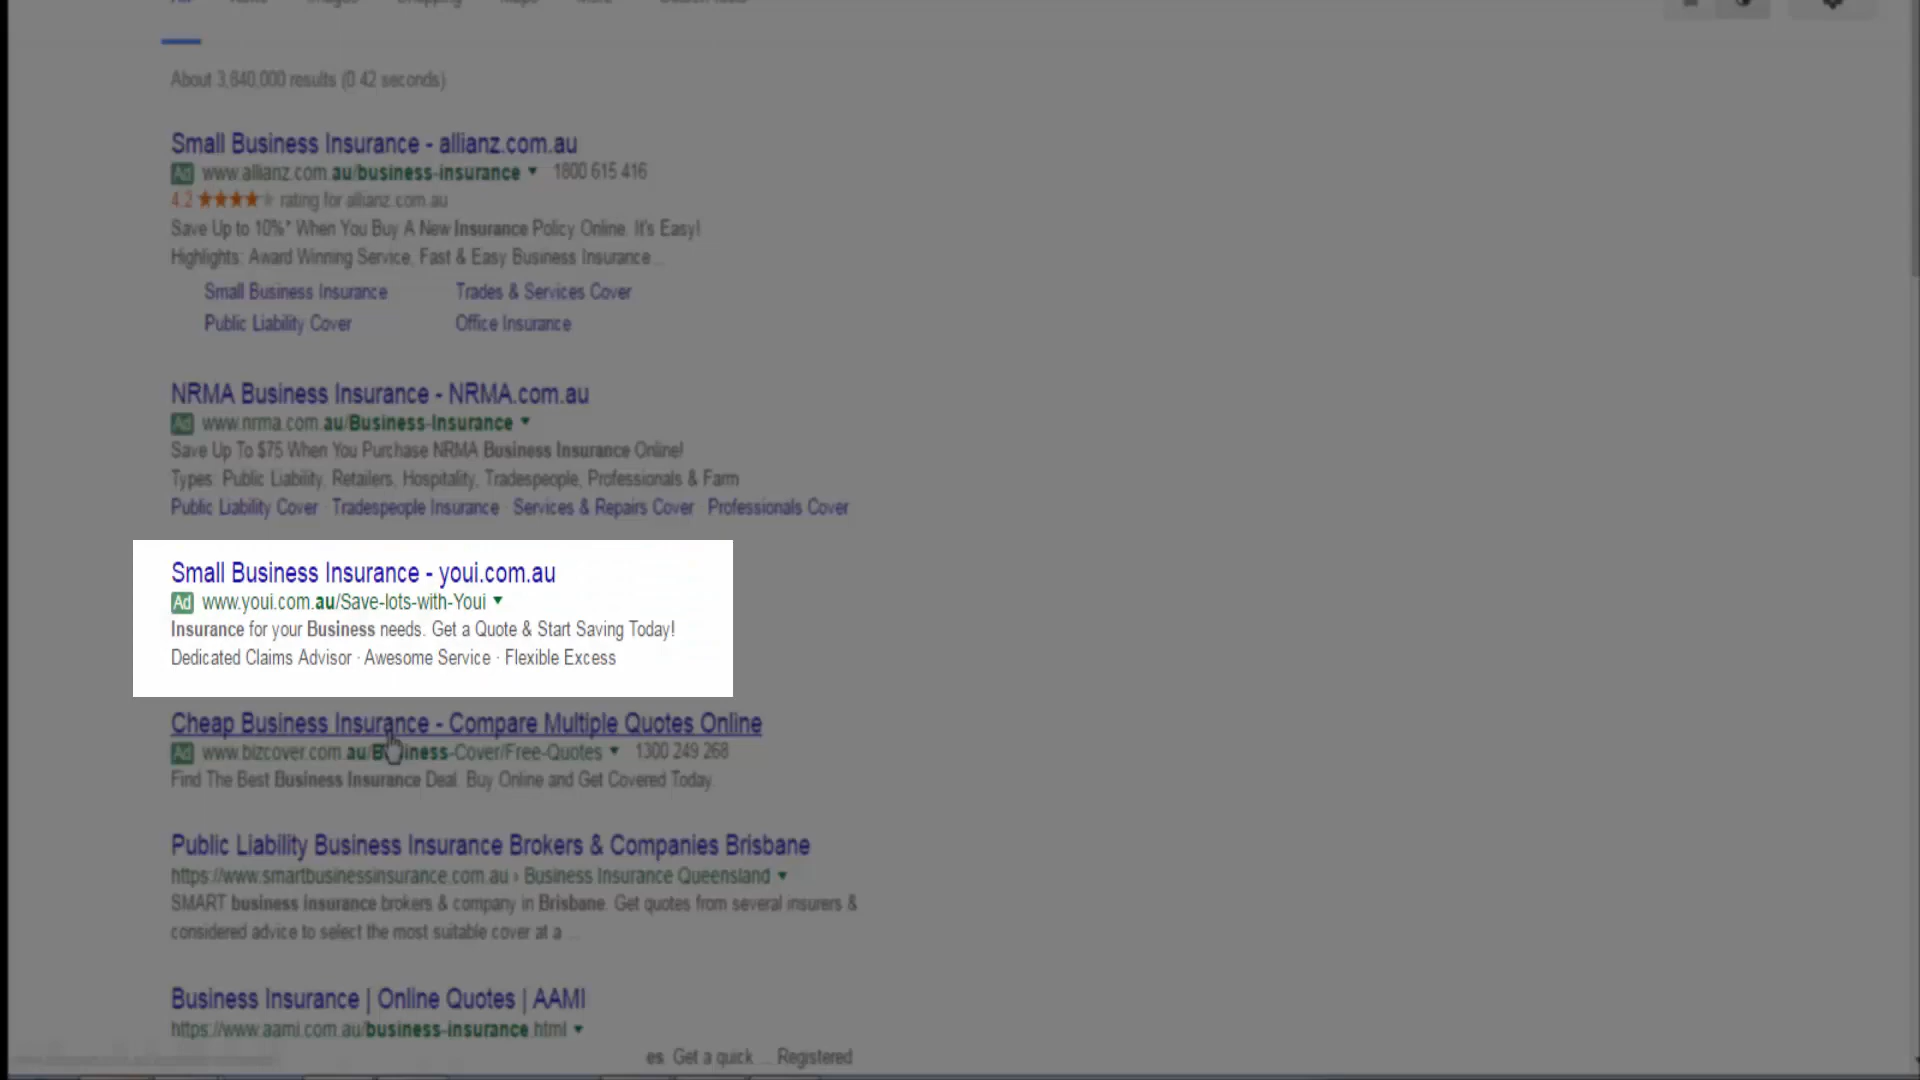 About 3,640,000 results (0.42 seconds)
Small Business Insurance - allianz.com.au
Ad www.allianz.com.au/business-insurance 1800 615 416
4.2 ★★★★★ rating for allianz.com.au
Save Up to 10%* When You Buy A New Insurance Policy Online. It's Easy!
Highlights: Award Winning Service, Fast & Easy Business Insurance...
Small Business Insurance Trades & Services Cover
Public Liability Cover Office Insurance
NRMA Business Insurance - NRMA.com.au
Ad www.nrma.com.au/Business-Insurance
Save Up To $75 When You Purchase NRMA Business Insurance Online!
Types: Public Liability, Retailers, Hospitality, Tradespeople, Professionals & Farm
Public Liability Cover · Tradespeople Insurance · Services & Repairs Cover · Professionals Cover
Small Business Insurance - youi.com.au
Ad www.youi.com.au/Save-lots-with-Youi
Insurance for your Business needs. Get a Quote & Start Saving Today!
Dedicated Claims Advisor · Awesome Service · Flexible Excess
Cheap Business Insurance - Compare Multiple Quotes Online
Ad www.bizcover.com.au/Business-Cover/Free-Quotes 1300 249 268
Find The Best Business Insurance Deal. Buy Online and Get Covered Today.
Public Liability Business Insurance Brokers & Companies Brisbane
https://www.smartbusinessinsurance.com.au › Business Insurance Queensland
SMART business insurance brokers & company in Brisbane. Get quotes from several insurers &
considered advice to select the most suitable cover at a ...
Business Insurance | Online Quotes | AAMI
https://www.aami.com.au/business-insurance.html
es. Get a quick ... Registered